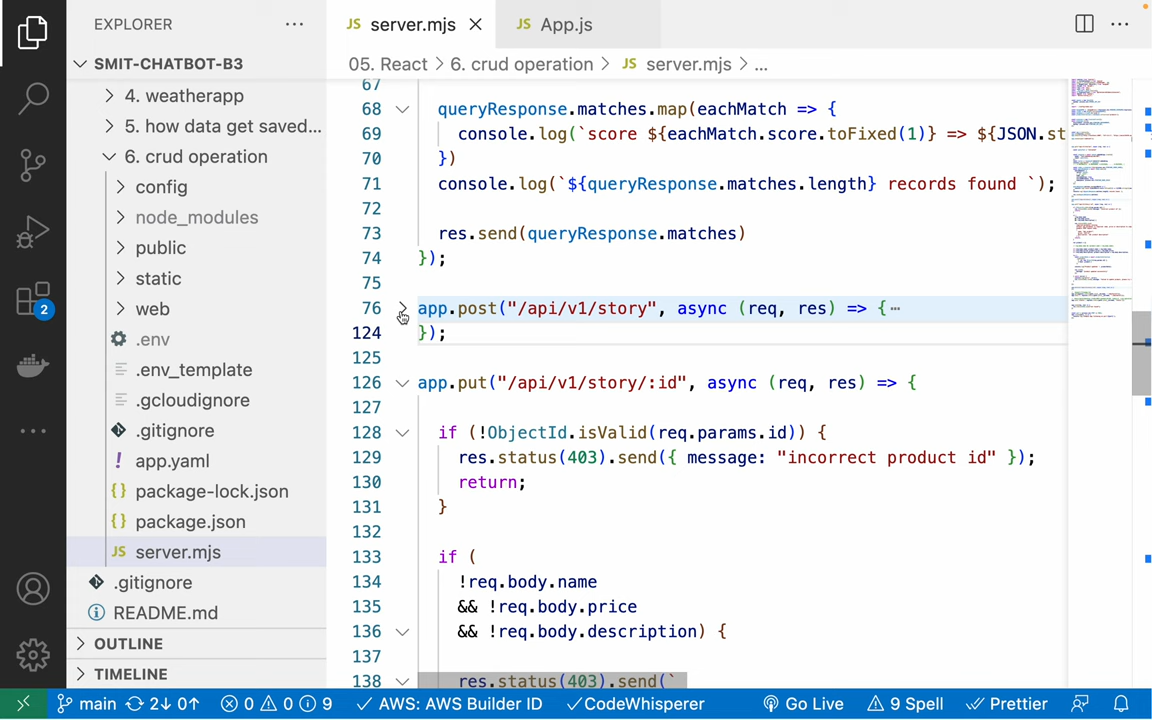 EXPLORER
SMIT-CHATBOT-B3
4. weatherapp
5. how data get saved...
6. crud operation
config
node_modules
public
static
web
.env
.env_template
.gcloudignore
.gitignore
app.yaml
package-lock.json
package.json
JS server.mjs
.gitignore
README.md
OUTLINE
TIMELINE
2
JS server.mjs
JS App.js
05. React > 6. crud operation > JS server.mjs > ...
67
68 queryResponse.matches.map(eachMatch => {
69 console.log(`score ${eachMatch.score.toFixed(1)} => ${JSON.st
70 })
71 console.log(`${queryResponse.matches.length} records found `);
72
73 res.send(queryResponse.matches)
74 });
75
76 app.post("/api/v1/story", async (req, res) => {⋯
124 });
125
126 app.put("/api/v1/story/:id", async (req, res) => {
127
128 if (!ObjectId.isValid(req.params.id)) {
129 res.status(403).send({ message: "incorrect product id" });
130 return;
131 }
132
133 if (
134 !req.body.name
135 && !req.body.price
136 && !req.body.description) {
137
138 res.status(403).send(`
main 2↓ 0↑ 0 0 9 AWS: AWS Builder ID CodeWhisperer Go Live 9 Spell Prettier